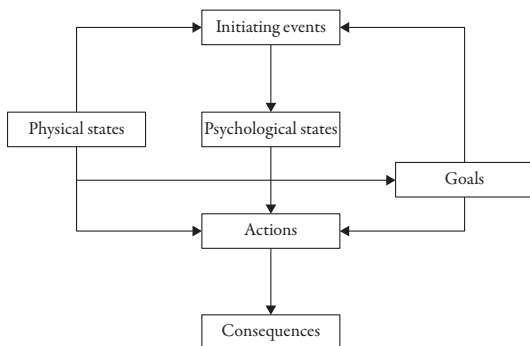 Initiating events
Physical states
Psychological states
Goals
Actions
Consequences